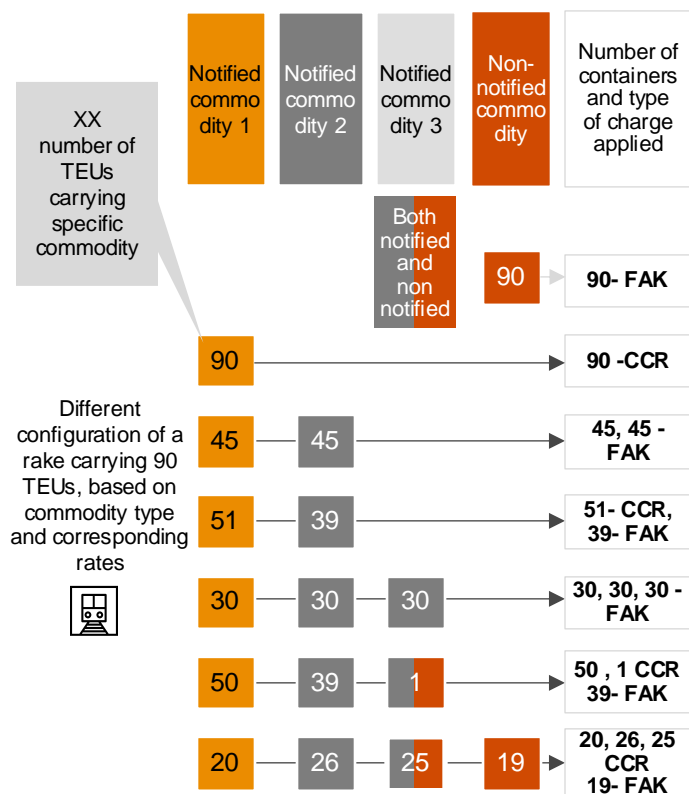 Notified
commo
dity 1
Notified
commo
dity 2
Notified
commo
dity 3
Non-
notified
commo
dity
Number of
containers
and type
of charge
applied
XX
number of
TEUs
carrying
specific
commodity
Both
notified
and
non
notified
90
90- FAK
90
90 -CCR
Different
configuration of a
rake carrying 90
TEUs, based on
commodity type
and corresponding
rates
45
45
45, 45 -
FAK
51
39
51- CCR,
39- FAK
30
30
30
30, 30, 30 -
FAK
50
39
1
50 , 1 CCR
39- FAK
20
26
25
19
20, 26, 25
CCR
19- FAK